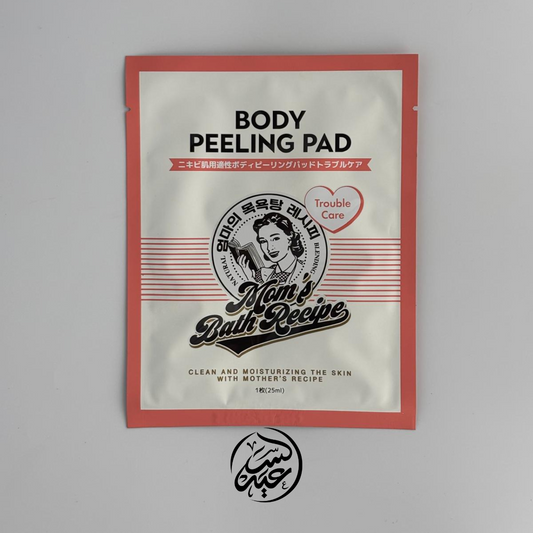 BODY
PEELING PAD
ニキビ肌用適性ボディピーリングパッドトラブルケア
Trouble
Care
엄마의 목욕탕 레시피
NATURAL
BLENDING
Mom's
Bath Recipe
CLEAN AND MOISTURIZING THE SKIN
WITH MOTHER'S RECIPE
1枚(25ml)